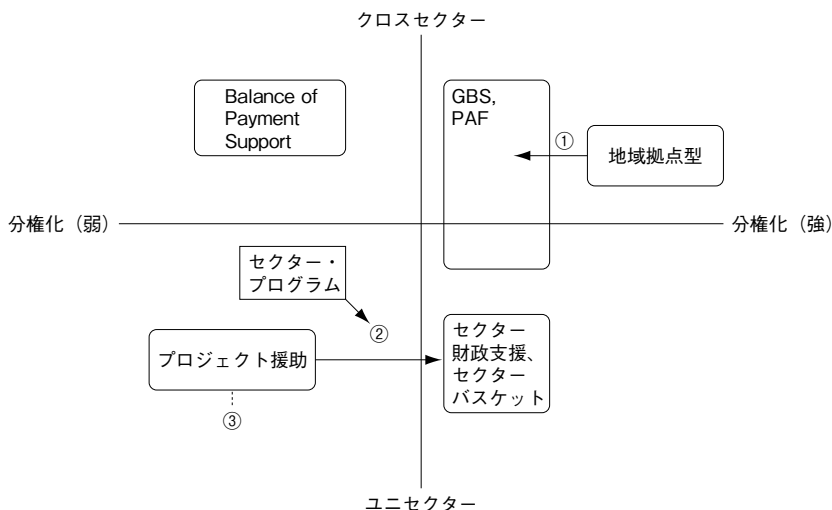 クロスセクター
Balance of
Payment
Support
GBS,
PAF
①
地域拠点型
分権化（弱）
分権化（強）
セクター・
プログラム
②
プロジェクト援助
セクター
財政支援、
セクター
バスケット
③
ユニセクター